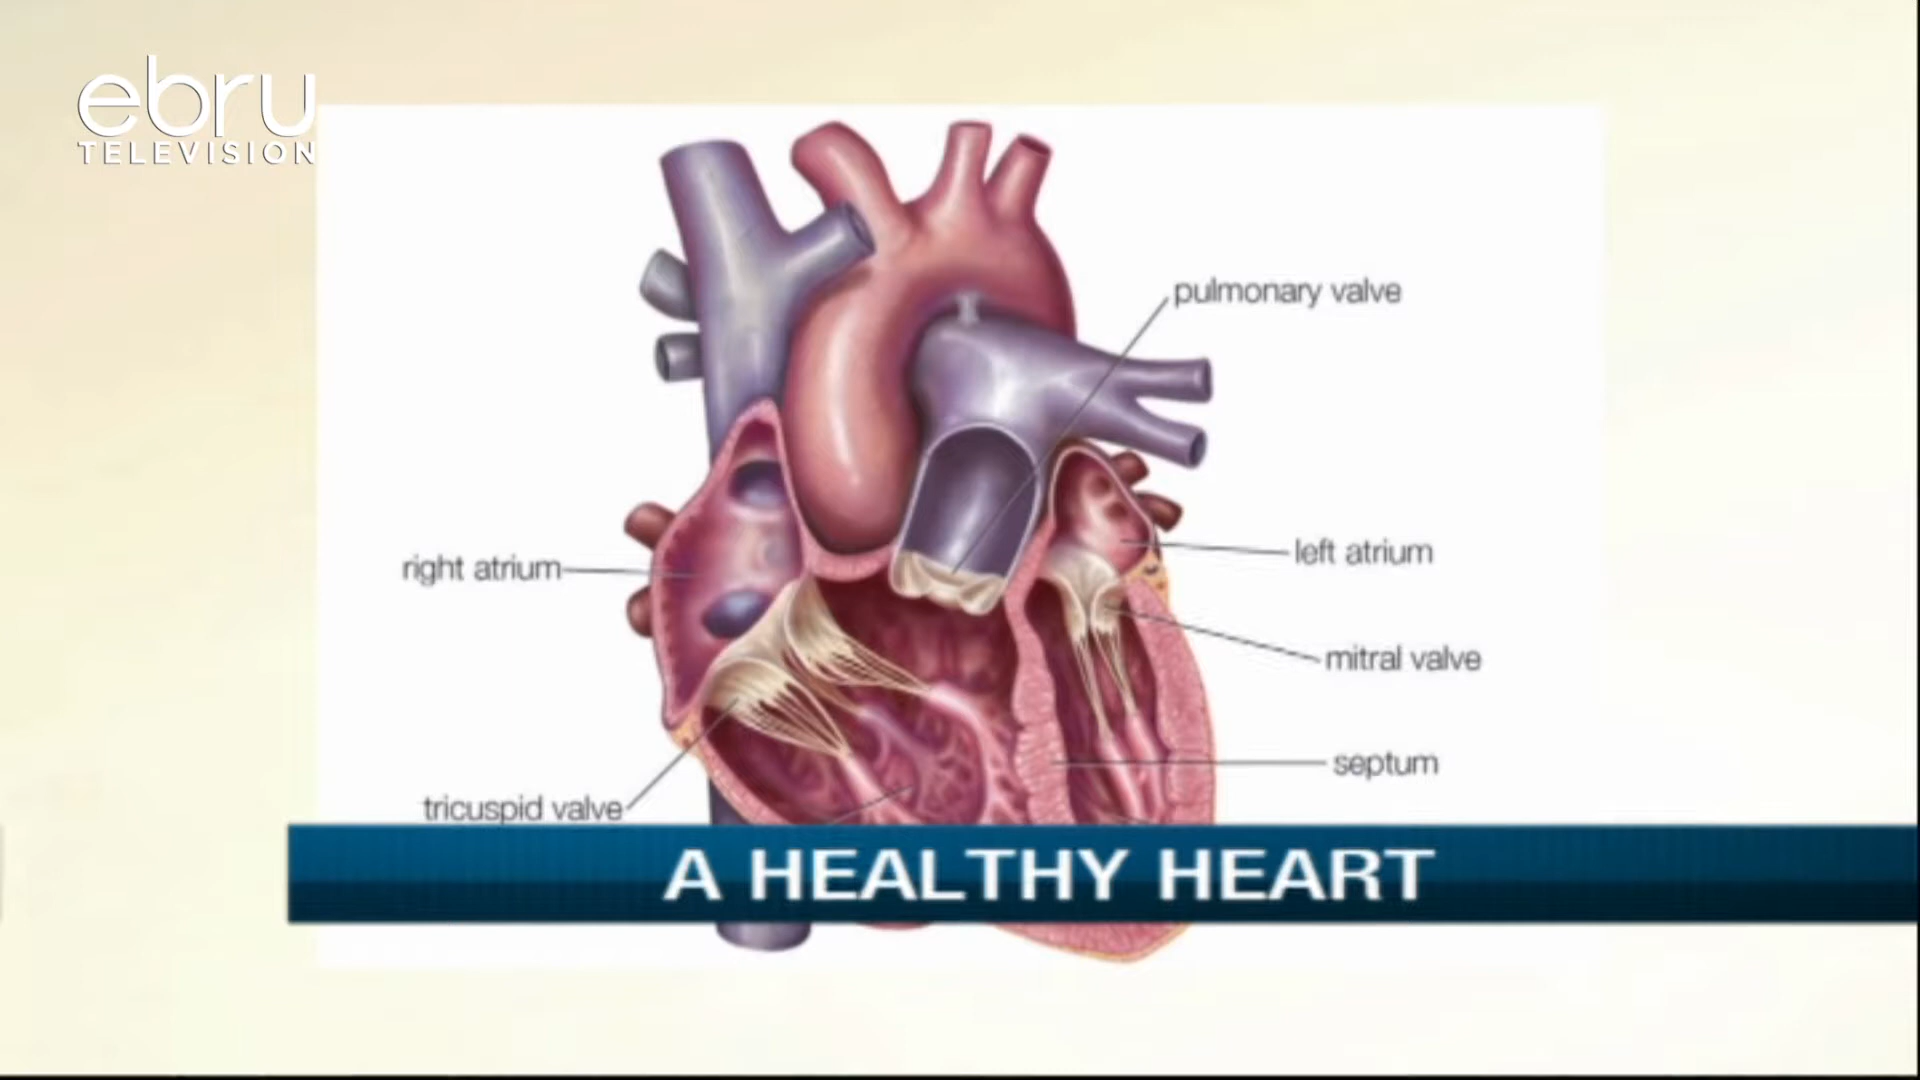 ebru
TELEVISION
pulmonary valve
right atrium
left atrium
mitral valve
septum
tricuspid valve
A HEALTHY HEART